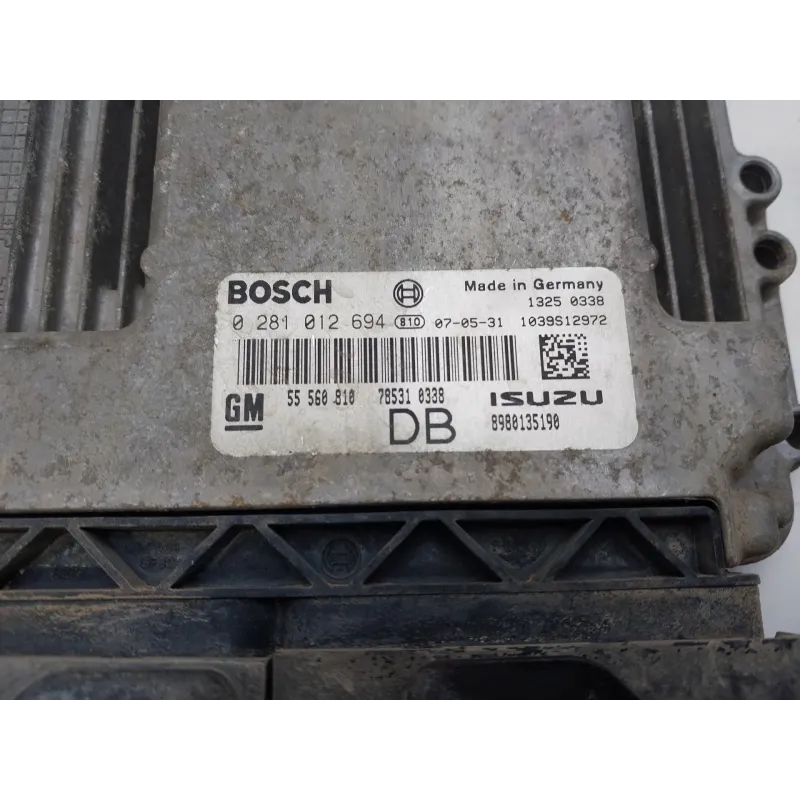 BOSCH Made in Germany
1325 0338
0 281 012 694 810 07-05-31 1039S12972
GM 55 560 810 78531 0338 ISUZU
DB 8980135190